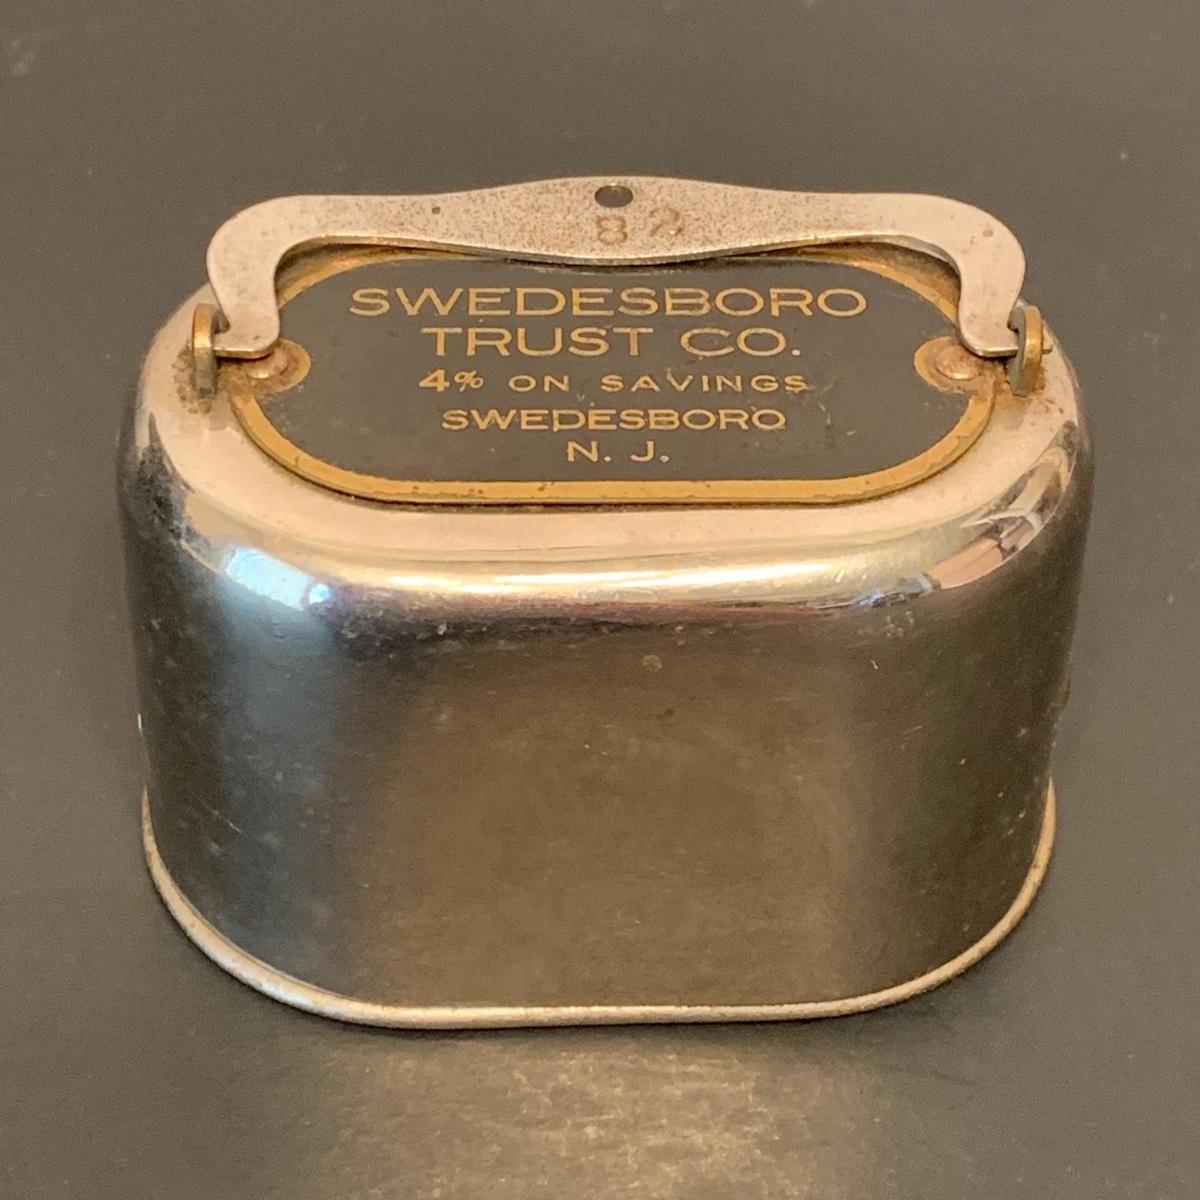 82
SWEDESBORO
TRUST CO.
4% ON SAVINGS
SWEDESBORO
N. J.